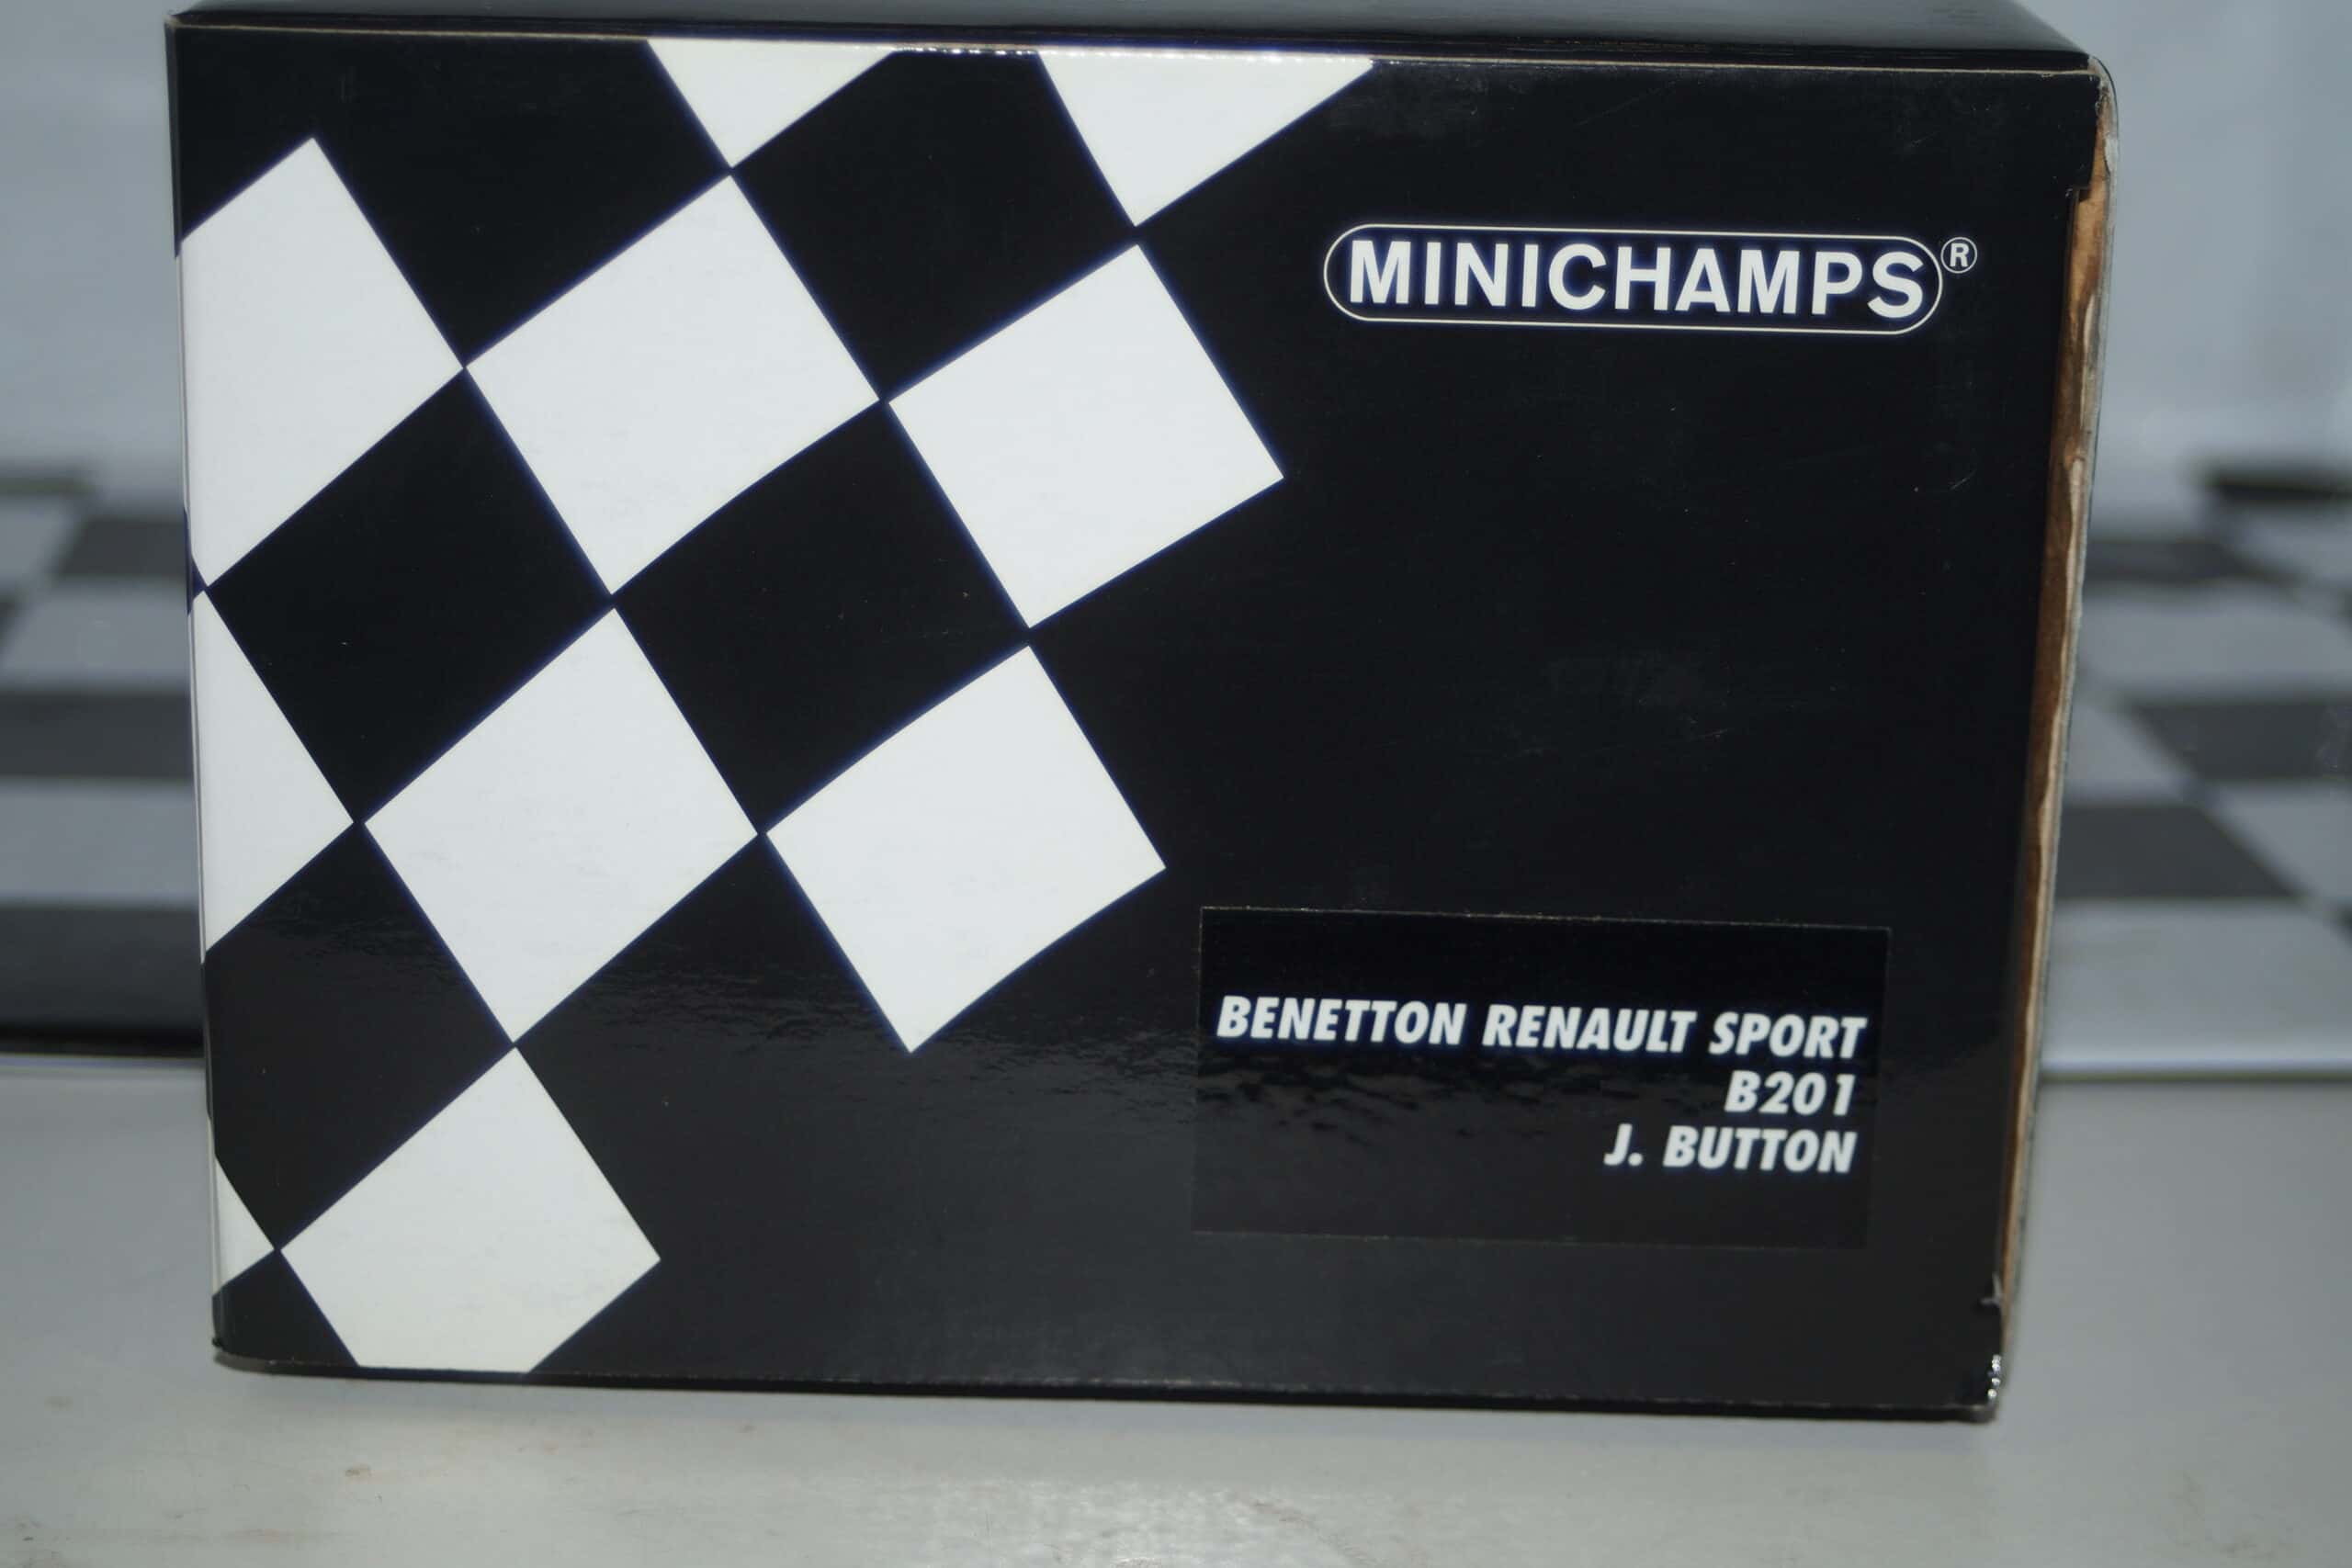 MINICHAMPS®
BENETTON RENAULT SPORT
B201
J. BUTTON